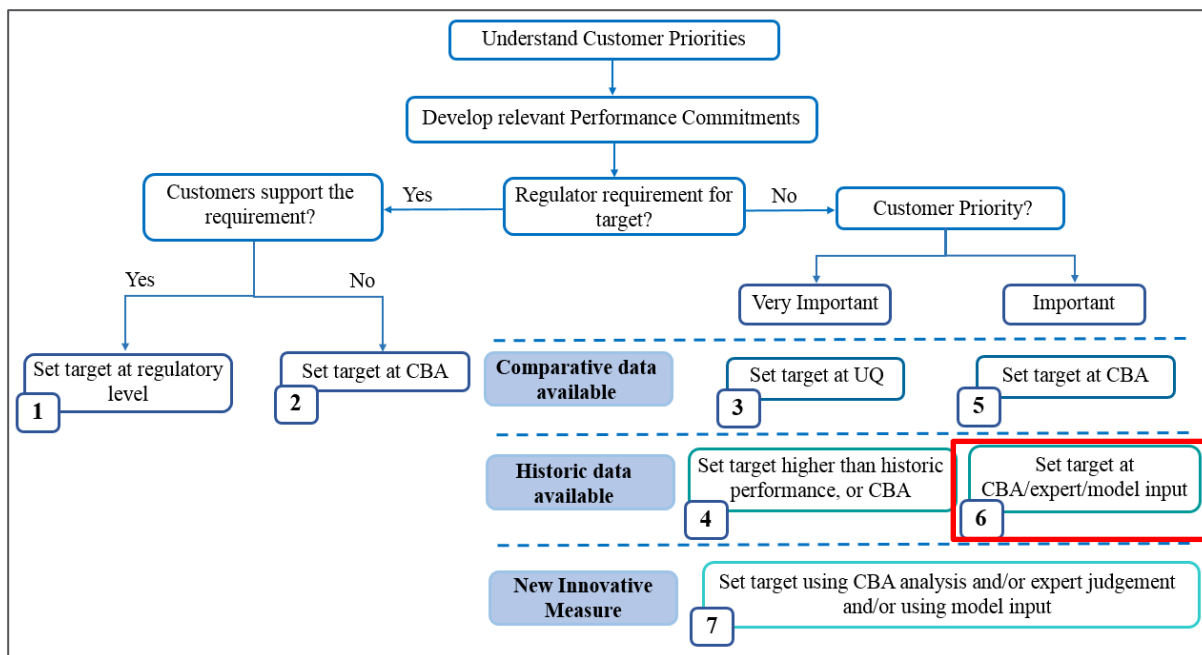 Understand Customer Priorities
Develop relevant Performance Commitments
Customers support the
requirement?
Yes
Regulator requirement for
target?
No
Customer Priority?
Yes
No
Very Important
Important
Set target at regulatory
level
1
Set target at CBA
2
Comparative data
available
Set target at UQ
3
Set target at CBA
5
Historic data
available
Set target higher than historic
performance, or CBA
4
Set target at
CBA/expert/model input
6
New Innovative
Measure
Set target using CBA analysis and/or expert judgement
and/or using model input
7